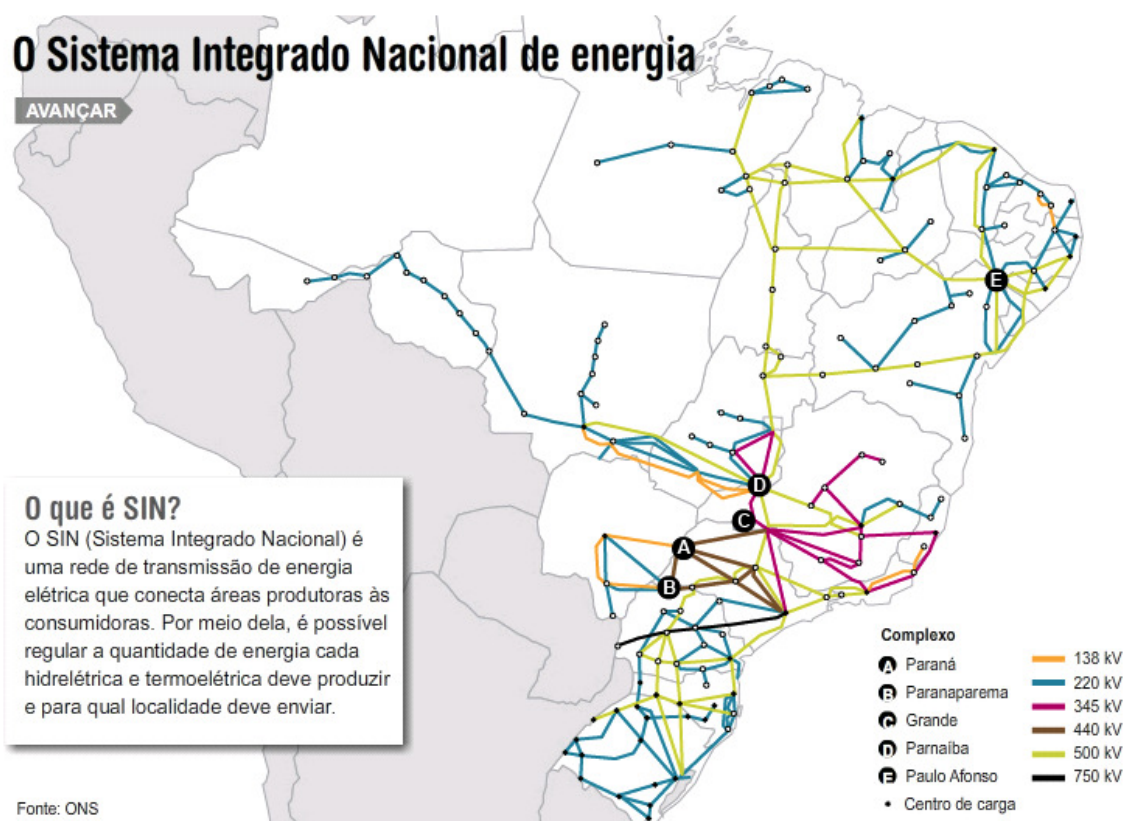 O Sistema Integrado Nacional de energia
AVANÇAR
E
D
C
A
B
O que é SIN?
O SIN (Sistema Integrado Nacional) é
uma rede de transmissão de energia
elétrica que conecta áreas produtoras às
consumidoras. Por meio dela, é possível
regular a quantidade de energia cada
hidrelétrica e termoelétrica deve produzir
e para qual localidade deve enviar.
Complexo
A Paraná
B Paranaparema
C Grande
D Parnaíba
E Paulo Afonso
Centro de carga
138 kV
220 kV
345 kV
440 kV
500 kV
750 kV
Fonte: ONS